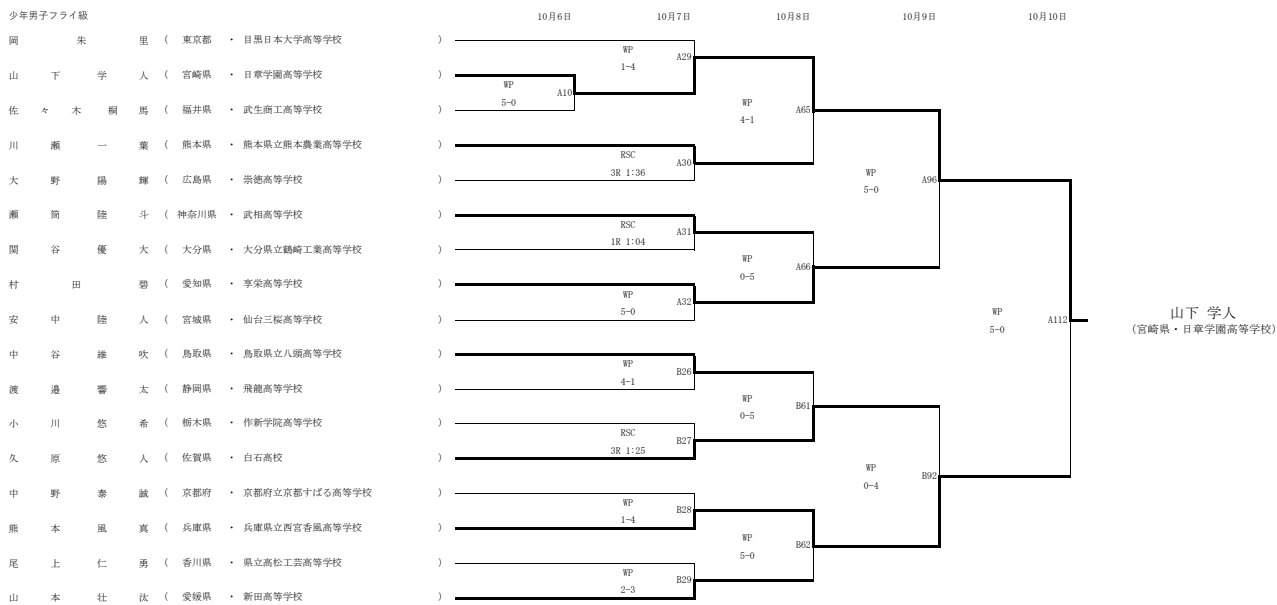 少年男子フライ級 10月6日 10月7日 10月8日 10月9日 10月10日
岡 朱 里 ( 東京都 ・ 目黒日本大学高等学校 )
WP
1-4
A29
山 下 学 人 ( 宮崎県 ・ 日章学園高等学校 )
WP
5-0
A10
佐 々 木 桐 馬 ( 福井県 ・ 武生商工高等学校 )
WP
4-1
A65
川 瀬 一 葉 ( 熊本県 ・ 熊本県立熊本農業高等学校 )
RSC
3R 1:36
A30
大 野 陽 輝 ( 広島県 ・ 崇徳高等学校 )
WP
5-0
A96
瀬 筒 陸 斗 ( 神奈川県 ・ 武相高等学校 )
RSC
1R 1:04
A31
関 谷 優 大 ( 大分県 ・ 大分県立鶴崎工業高等学校 )
WP
0-5
A66
村 田 碧 ( 愛知県 ・ 享栄高等学校 )
WP
5-0
A32
安 中 陸 人 ( 宮城県 ・ 仙台三桜高等学校 )
WP
5-0
A112
山下 学人
(宮崎県・日章学園高等学校)
中 谷 維 吹 ( 鳥取県 ・ 鳥取県立八頭高等学校 )
WP
4-1
B26
渡 邉 響 太 ( 静岡県 ・ 飛龍高等学校 )
WP
0-5
B61
小 川 悠 希 ( 栃木県 ・ 作新学院高等学校 )
RSC
3R 1:25
B27
久 原 悠 人 ( 佐賀県 ・ 白石高校 )
WP
0-4
B92
中 野 泰 誠 ( 京都府 ・ 京都府立京都すばる高等学校 )
WP
1-4
B28
熊 本 風 真 ( 兵庫県 ・ 兵庫県立西宮香風高等学校 )
WP
5-0
B62
尾 上 仁 勇 ( 香川県 ・ 県立高松工芸高等学校 )
WP
2-3
B29
山 本 壮 汰 ( 愛媛県 ・ 新田高等学校 )